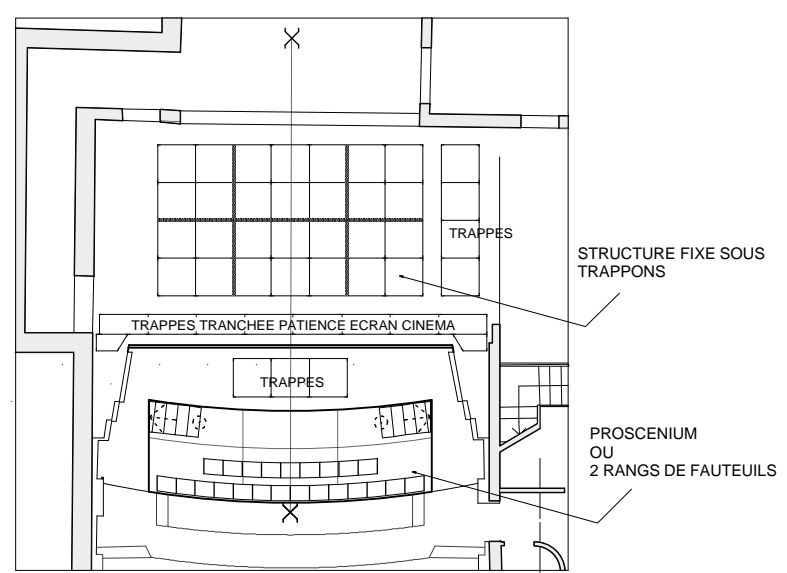 TRAPPES
STRUCTURE FIXE SOUS
TRAPPONS
TRAPPES TRANCHEE PATIENCE ECRAN CINEMA
TRAPPES
PROSCENIUM
OU
2 RANGS DE FAUTEUILS